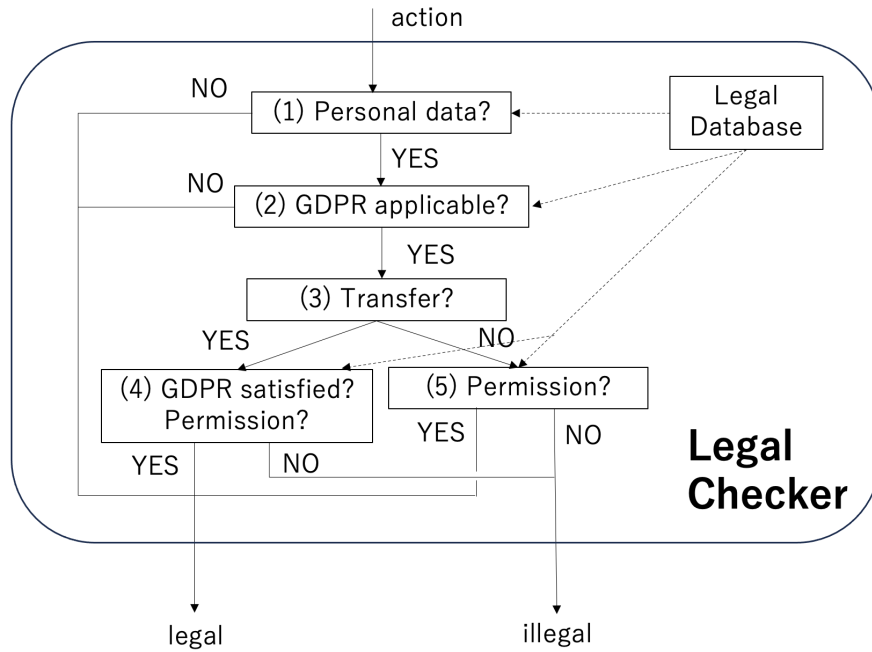 action
NO
(1) Personal data?
Legal
Database
YES
NO
(2) GDPR applicable?
YES
(3) Transfer?
YES
NO
(4) GDPR satisfied?
Permission?
(5) Permission?
YES
NO
YES
NO
Legal
Checker
legal
illegal